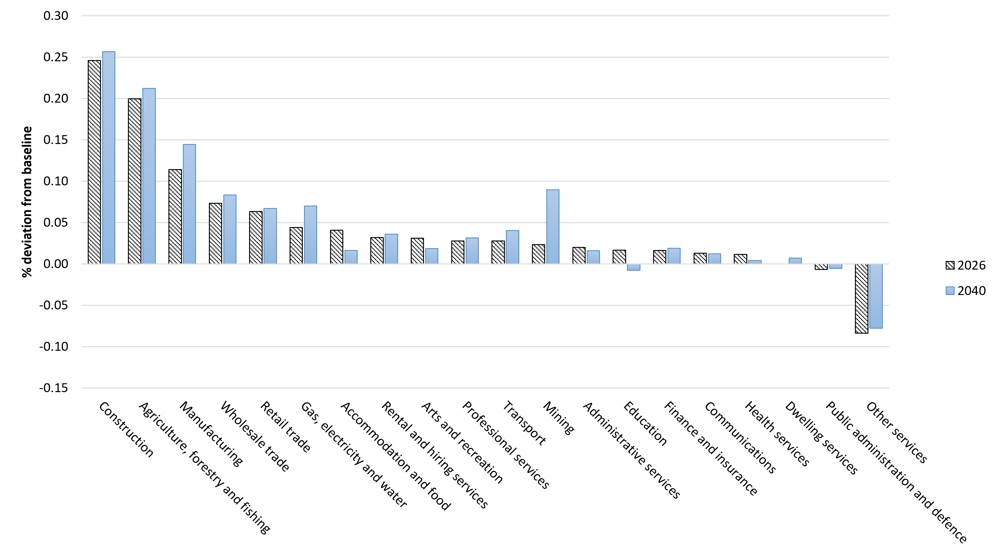 0.30
0.25
0.20
0.15
0.10
0.05
0.00
-0.05
-0.10
-0.15
% deviation from baseline
Construction
Agriculture, forestry and fishing
Manufacturing
Wholesale trade
Retail trade
Gas, electricity and water
Accommodation and food
Rental and hiring services
Arts and recreation
Professional services
Transport
Mining
Administrative services
Education
Finance and insurance
Communications
Health services
Dwelling services
Public administration and defence
Other services
2026
2040